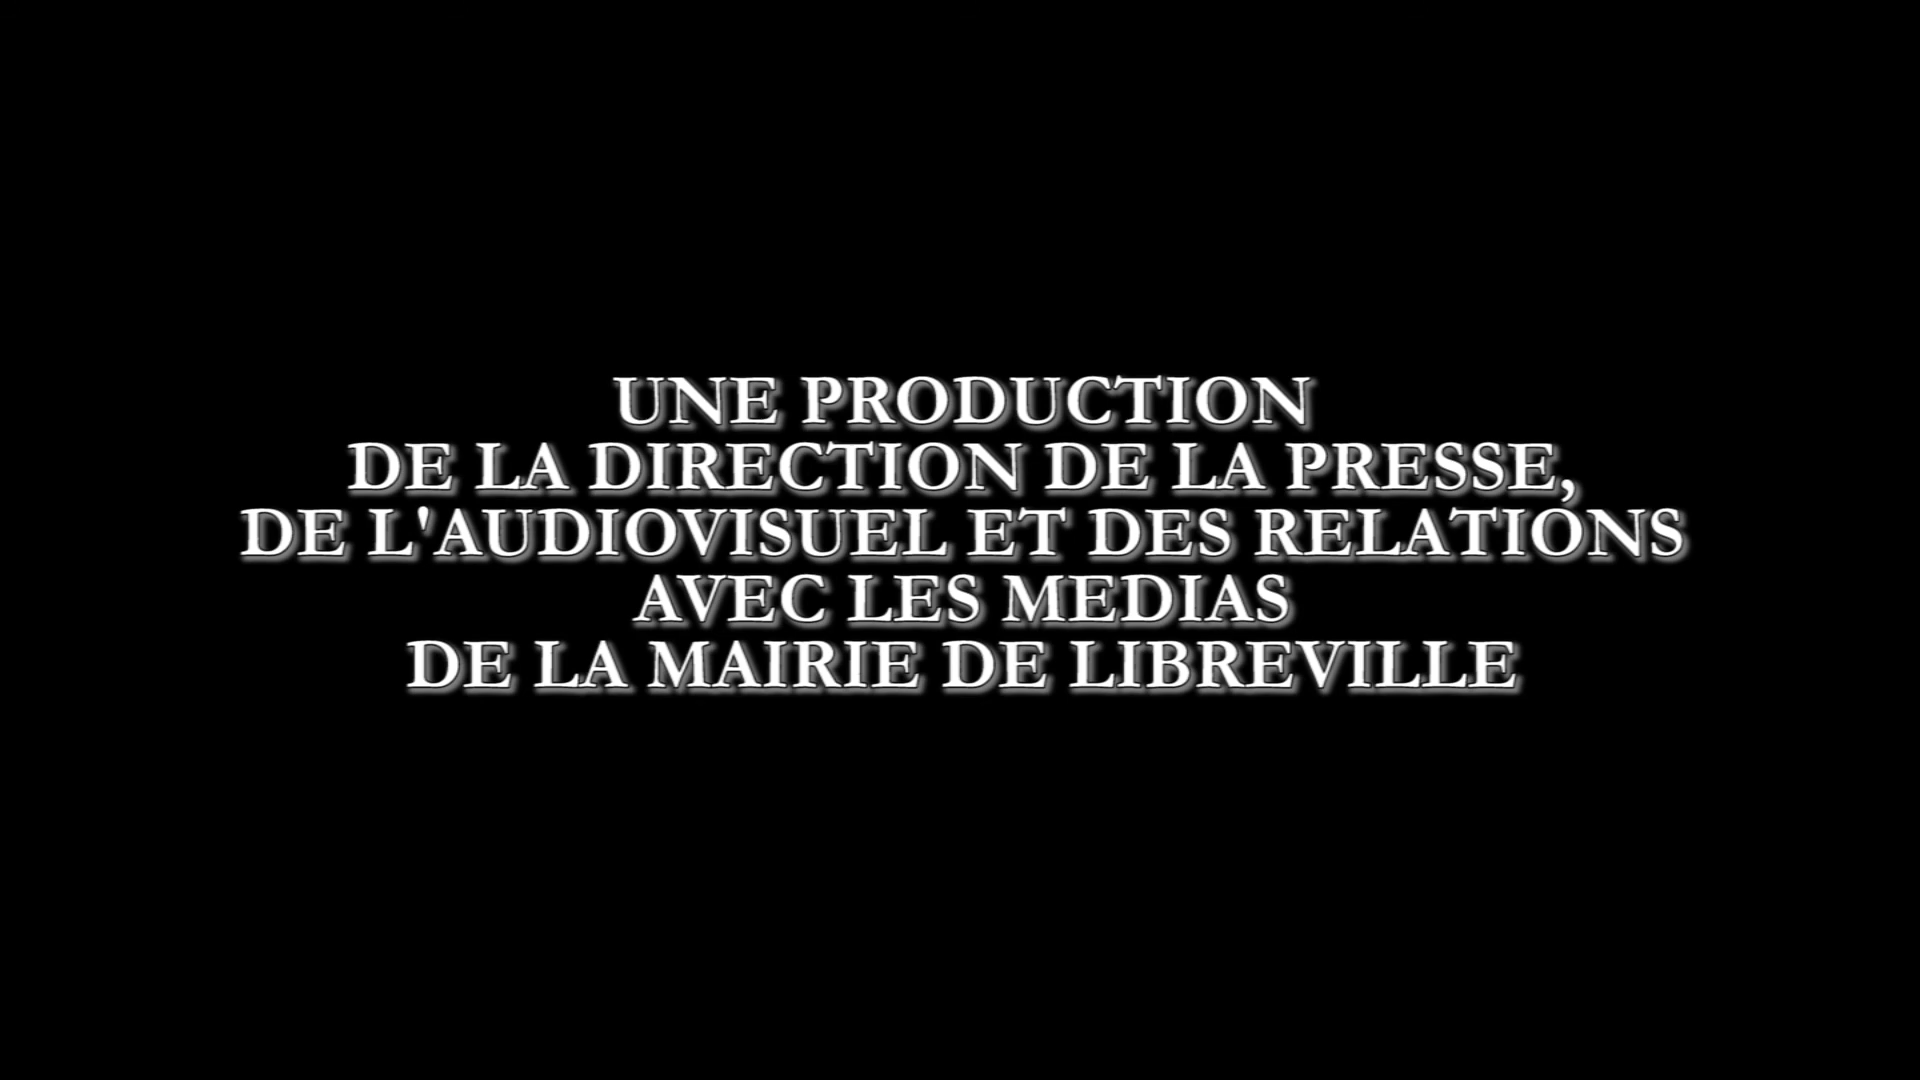 UNE PRODUCTION
DE LA DIRECTION DE LA PRESSE,
DE L'AUDIOVISUEL ET DES RELATIONS
AVEC LES MEDIAS
DE LA MAIRIE DE LIBREVILLE